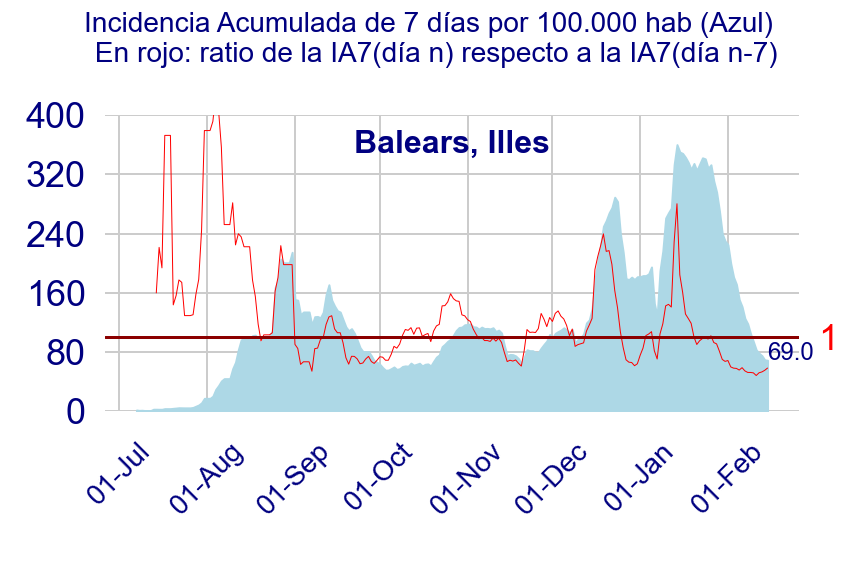 Incidencia Acumulada de 7 días por 100.000 hab (Azul)
En rojo: ratio de la IA7(día n) respecto a la IA7(día n-7)
Balears, Illes
400
320
240
160
80
0
1
69.0
01-Jul
01-Aug
01-Sep
01-Oct
01-Nov
01-Dec
01-Jan
01-Feb